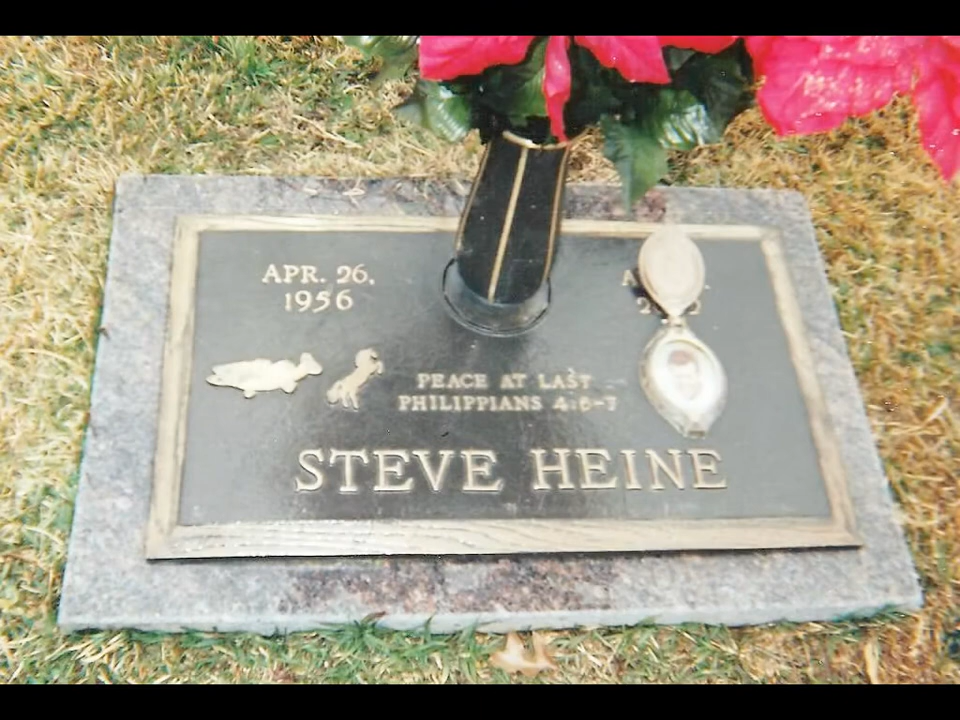 APR. 26,
1956
PEACE AT LAST
PHILIPPIANS 4:6-7
STEVE HEINE